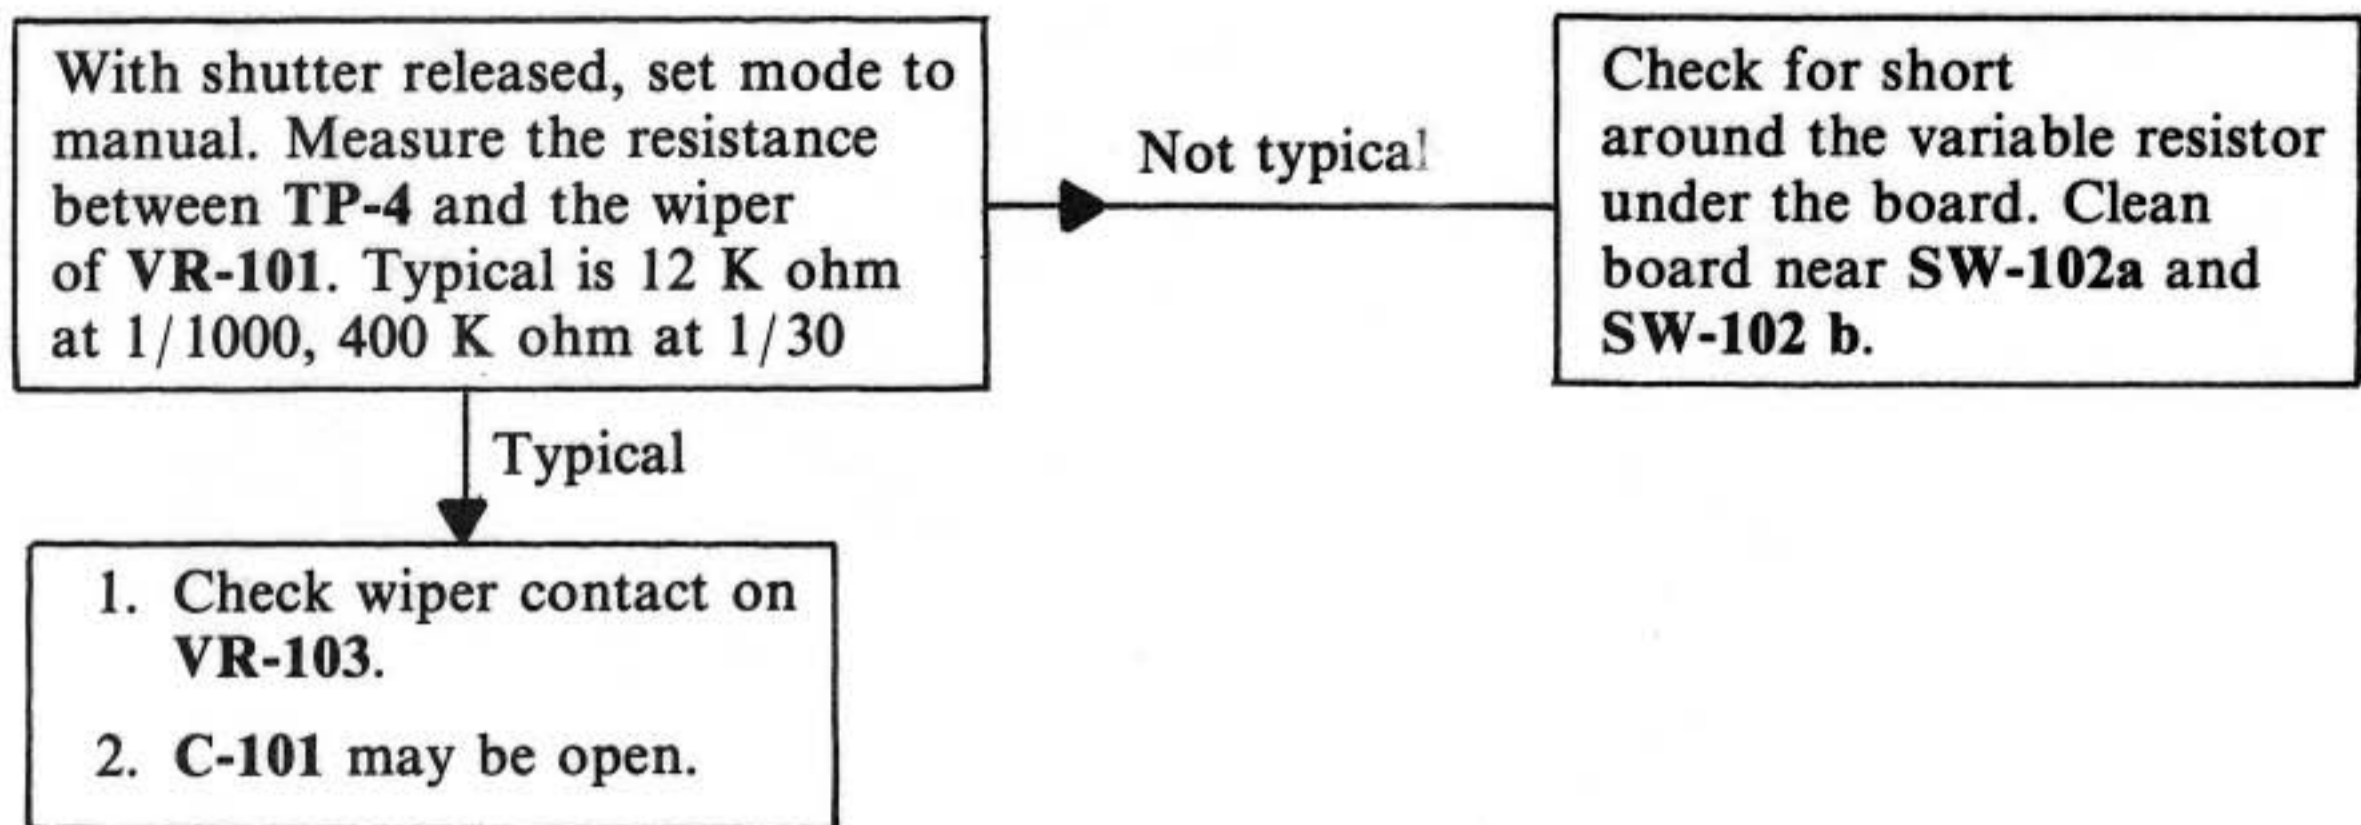 With shutter released, set mode to
manual. Measure the resistance
between TP-4 and the wiper
of VR-101. Typical is 12 K ohm
at 1/1000, 400 K ohm at 1/30
Not typical
Check for short
around the variable resistor
under the board. Clean
board near SW-102a and
SW-102 b.
Typical
1. Check wiper contact on
VR-103.
2. C-101 may be open.